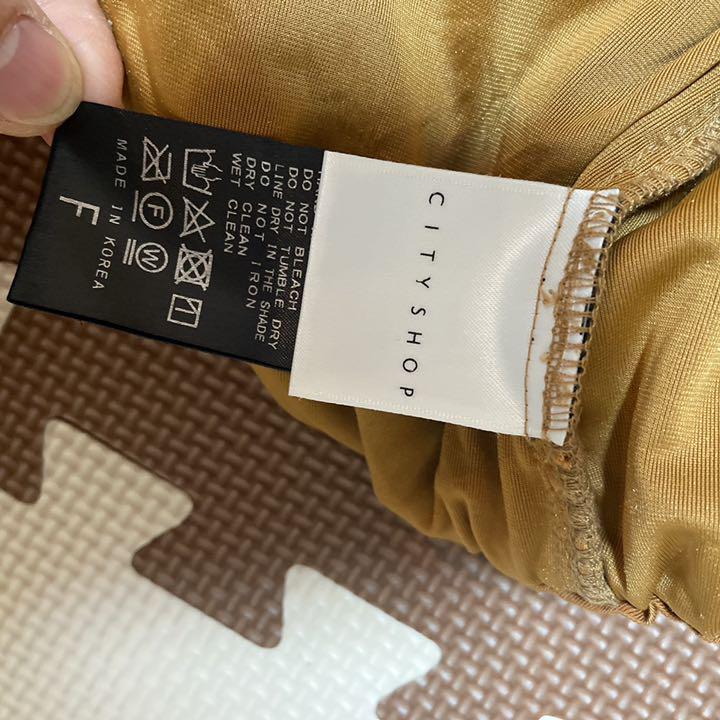 CITYSHOP
DO NOT BLEACH
DO NOT TUMBLE DRY
LINE DRY IN THE SHADE
DO NOT IRON
DRY CLEAN
WET CLEAN
F
W
MADE IN KOREA
F